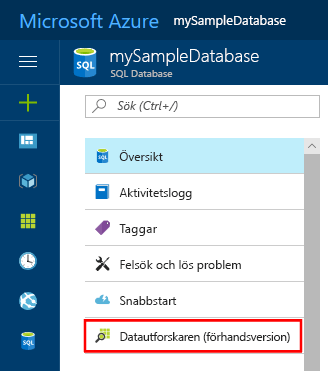 Microsoft Azure mySampleDatabase
mySampleDatabase
SQL Database
Sök (Ctrl+/)
Översikt
Aktivitetslogg
Taggar
Felsök och lös problem
Snabbstart
Datautforskaren (förhandsversion)
SQL
SQL